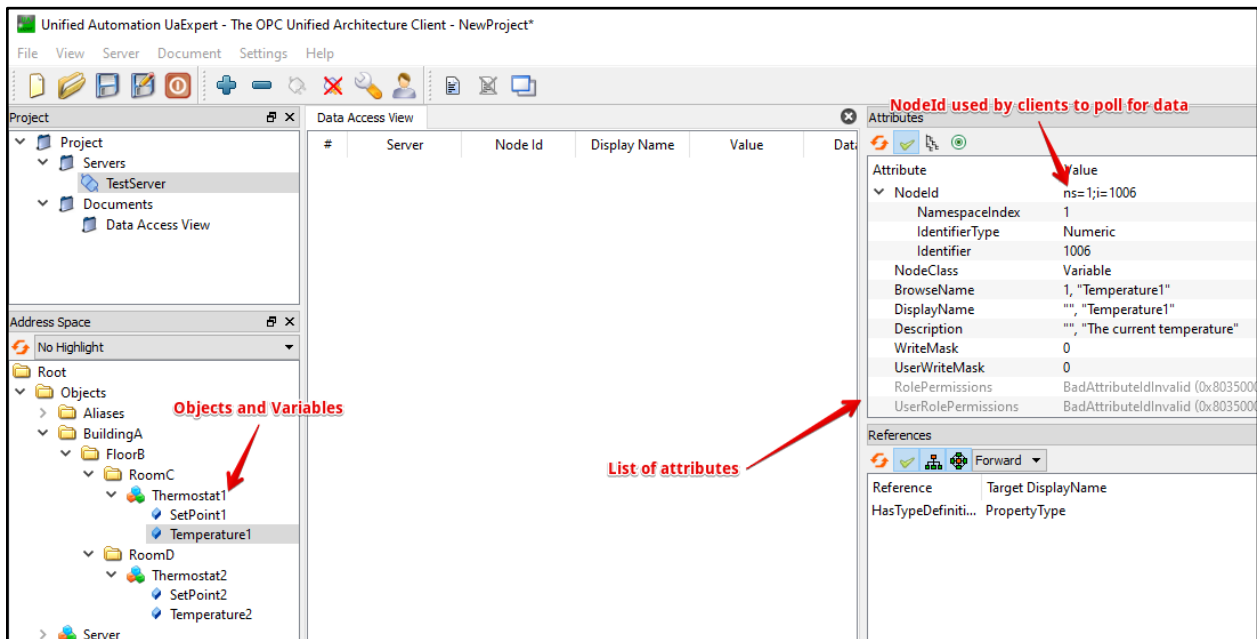 Unified Automation UaExpert - The OPC Unified Architecture Client - NewProject*
File View Server Document Settings Help
NodeId used by clients to poll for data
Project
Project
Servers
TestServer
Documents
Data Access View
Data Access View
# Server Node Id Display Name Value Data
Attributes
Attribute Value
NodeId ns=1;i=1006
NamespaceIndex 1
IdentifierType Numeric
Identifier 1006
NodeClass Variable
BrowseName 1, "Temperature1"
DisplayName "", "Temperature1"
Description "", "The current temperature"
WriteMask 0
UserWriteMask 0
RolePermissions BadAttributeIdInvalid (0x8035000
UserRolePermissions BadAttributeIdInvalid (0x8035000
Address Space
No Highlight
Root
Objects
Aliases
BuildingA
FloorB
RoomC
Thermostat1
SetPoint1
Temperature1
RoomD
Thermostat2
SetPoint2
Temperature2
Server
Objects and Variables
List of attributes
References
Forward
Reference Target DisplayName
HasTypeDefiniti... PropertyType